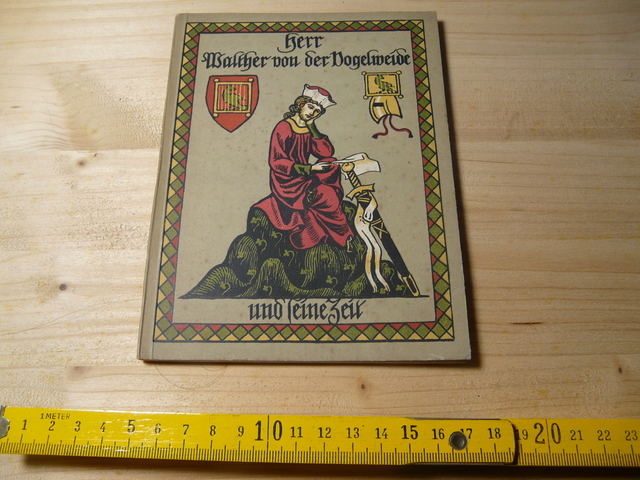 Herr
Walther von der Vogelweide
und seine Zeit
1 METER
1 2 3 4 5 6 7 8 9 10 11 12 13 14 15 16 17 18 19 20 21 22 23